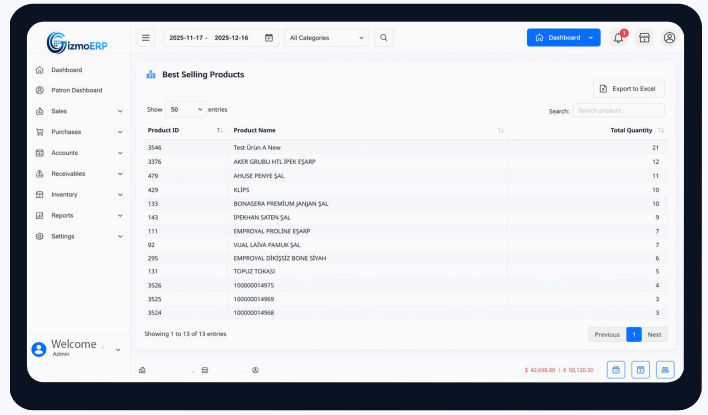 GizmoERP
2025-11-17 - 2025-12-16
All Categories
Dashboard
1
Dashboard
Patron Dashboard
Sales
Purchases
Accounts
Receivables
Inventory
Reports
Settings
Welcome
Admin
Best Selling Products
Export to Excel
Show 50 entries
Search: Search product...
Product ID Product Name Total Quantity
3546 Test Ürün A New 21
3376 AKER GRUBU HTL İPEK EŞARP 12
479 AHUSE PENYE ŞAL 11
429 KLİPS 10
133 BONASERA PREMİUM JANJAN ŞAL 10
143 İPEKHAN SATEN ŞAL 9
111 EMPROYAL PROLİNE EŞARP 7
92 VUAL LAİVA PAMUK ŞAL 7
295 EMPROYAL DİKİŞSİZ BONE SİYAH 6
131 TOPUZ TOKASI 5
3526 100000014975 4
3525 100000014969 3
3524 100000014968 3
Showing 1 to 13 of 13 entries
Previous 1 Next
$ 42,698.00 | € 50,120.50